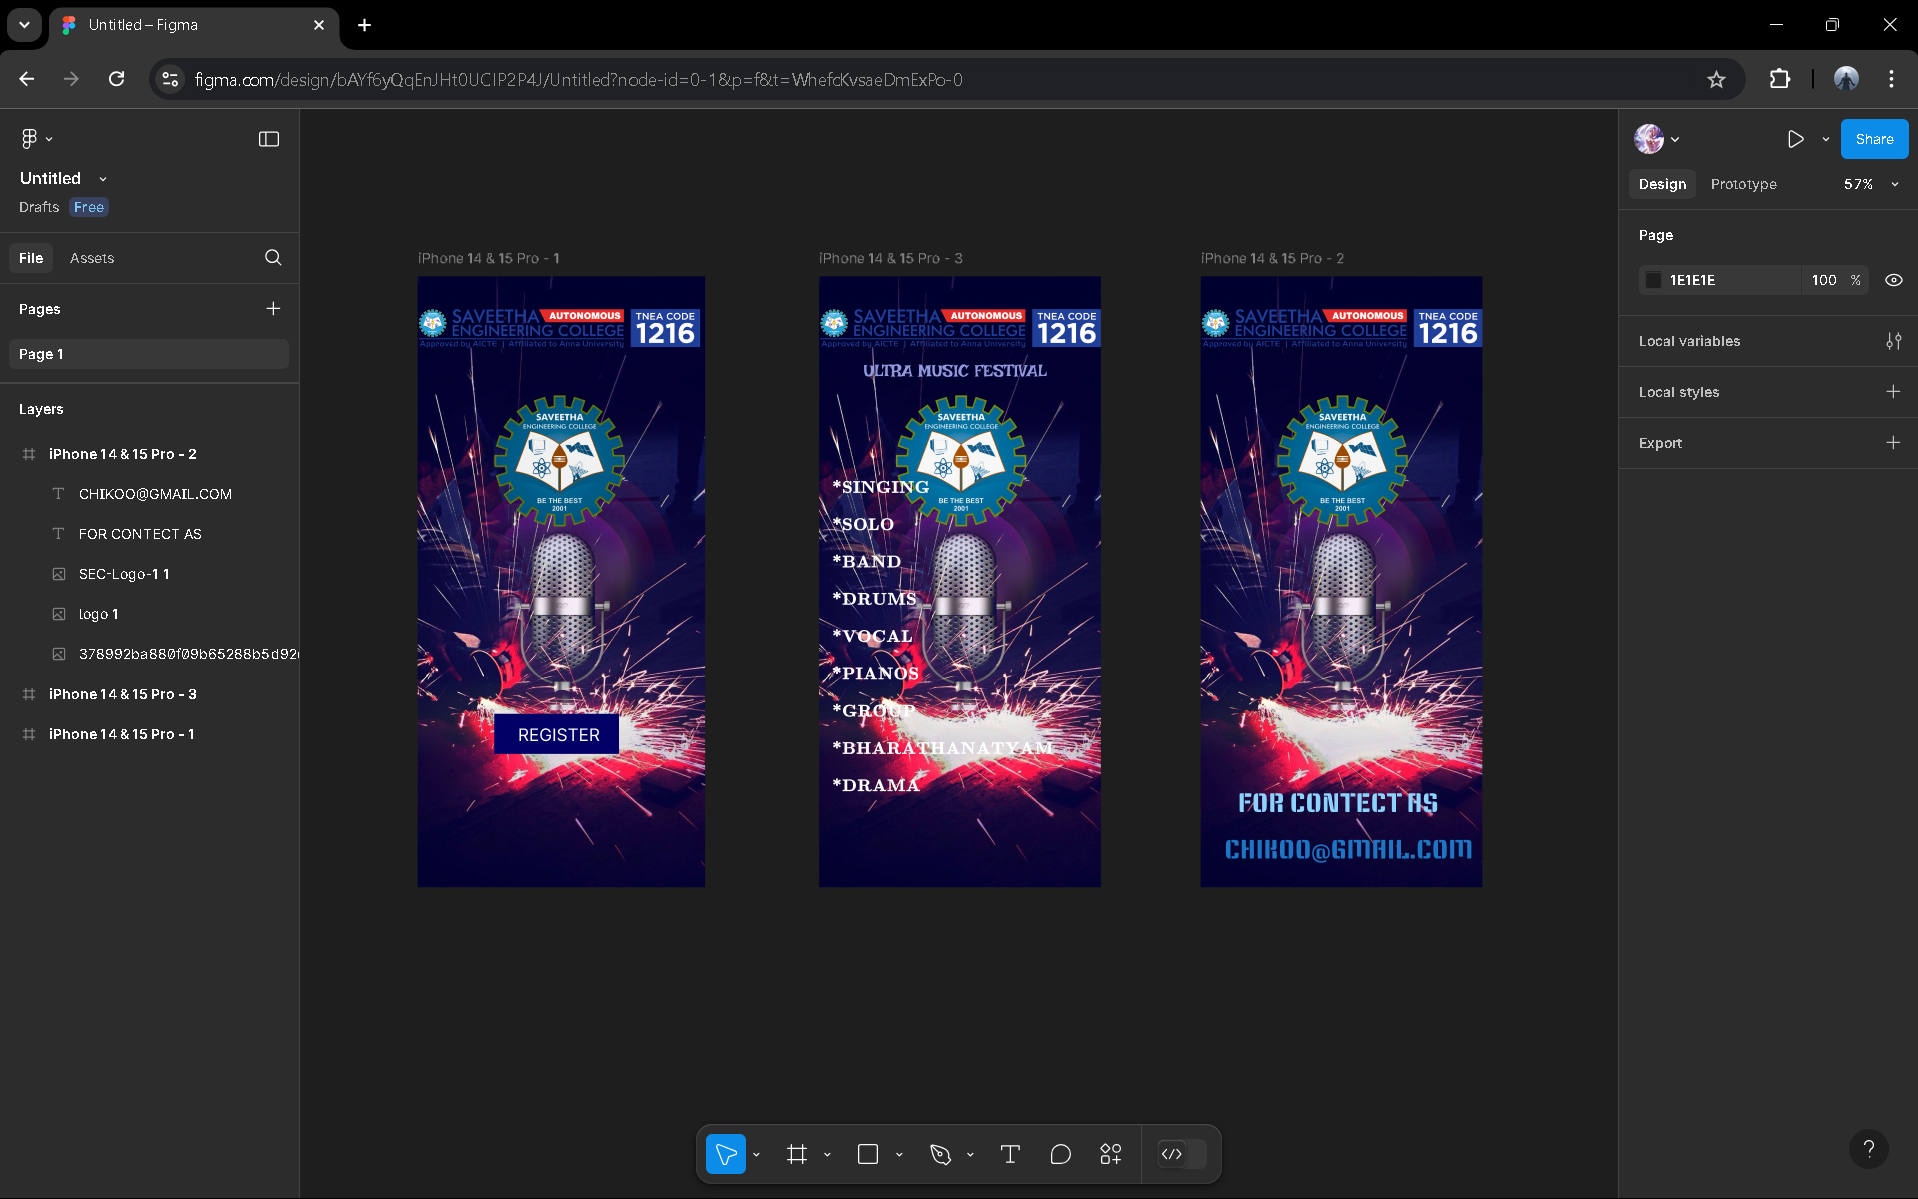 Untitled – Figma
figma.com/design/bAYf6yQqEnJHt0UCIP2P4J/Untitled?node-id=0-1&p=f&t=WhefcKvsaeDmExPo-0
Untitled
Drafts Free
File Assets
Pages
Page 1
Layers
iPhone 14 & 15 Pro - 2
CHIKOO@GMAIL.COM
FOR CONTECT AS
SEC-Logo-1 1
logo 1
378992ba880f09b65288b5d92
iPhone 14 & 15 Pro - 3
iPhone 14 & 15 Pro - 1
iPhone 14 & 15 Pro - 1
SAVEETHA AUTONOMOUS
ENGINEERING COLLEGE
Approved by AICTE | Affiliated to Anna University
TNEA CODE
1216
SAVEETHA
ENGINEERING COLLEGE
BE THE BEST
2001
REGISTER
iPhone 14 & 15 Pro - 3
SAVEETHA AUTONOMOUS
ENGINEERING COLLEGE
Approved by AICTE | Affiliated to Anna University
TNEA CODE
1216
ULTRA MUSIC FESTIVAL
SAVEETHA
ENGINEERING COLLEGE
BE THE BEST
2001
*SINGING
*SOLO
*BAND
*DRUMS
*VOCAL
*PIANOS
*GROUP
*BHARATHANATYAM
*DRAMA
iPhone 14 & 15 Pro - 2
SAVEETHA AUTONOMOUS
ENGINEERING COLLEGE
Approved by AICTE | Affiliated to Anna University
TNEA CODE
1216
SAVEETHA
ENGINEERING COLLEGE
BE THE BEST
2001
FOR CONTECT AS
CHIKOO@GMAIL.COM
Share
Design Prototype 57%
Page
1E1E1E 100 %
Local variables
Local styles
Export
?